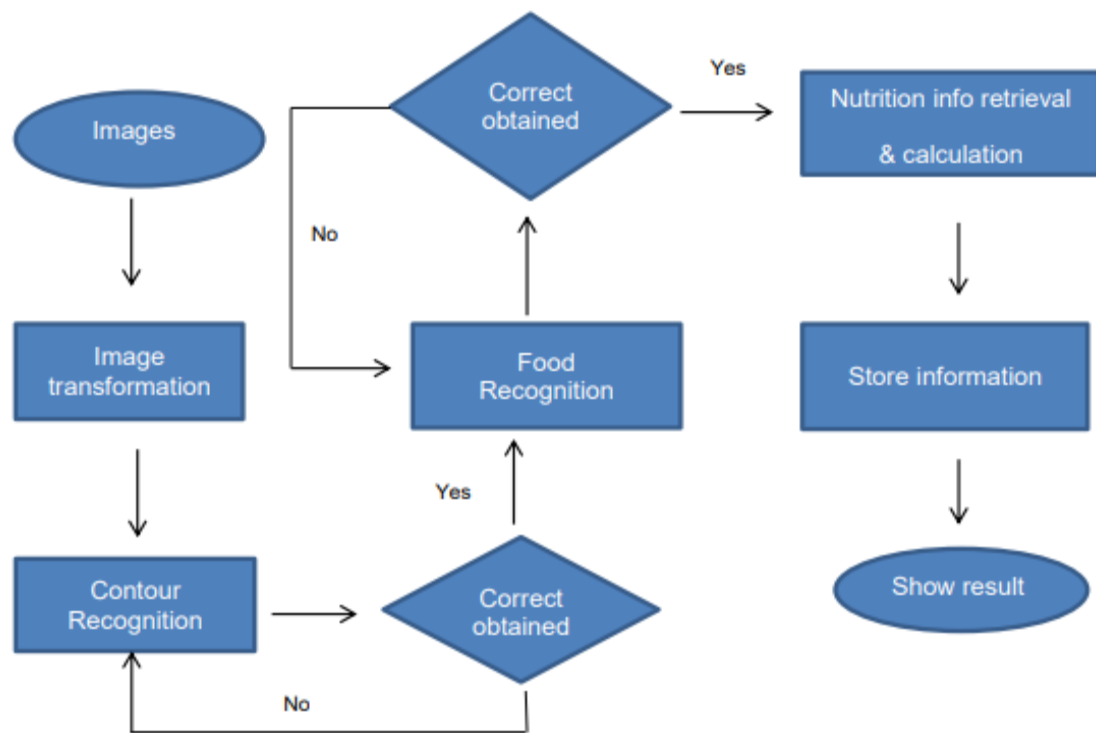 Images
Image
transformation
Contour
Recognition
Correct
obtained
No
Yes
Food
Recognition
Correct
obtained
No
Yes
Nutrition info retrieval
& calculation
Store information
Show result